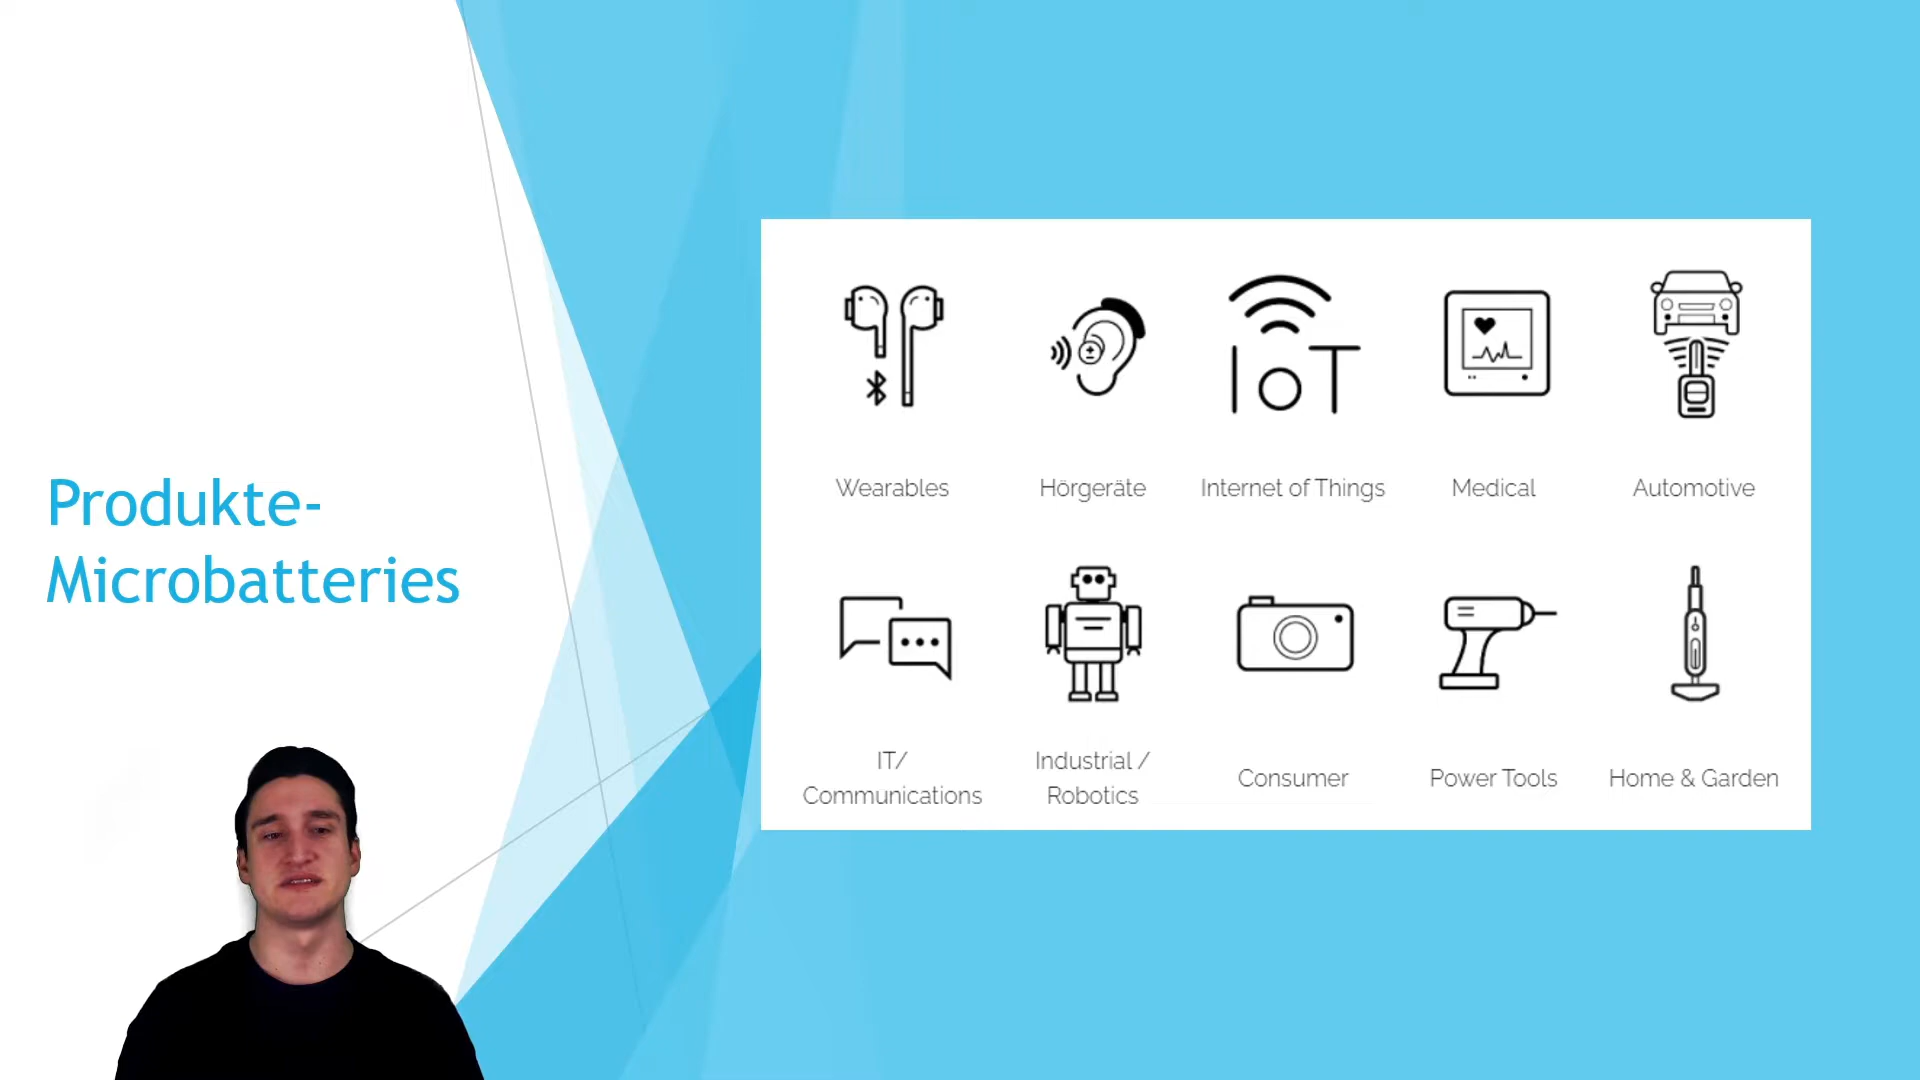 Produkte-
Microbatteries
IoT
Wearables
Hörgeräte
Internet of Things
Medical
Automotive
IT/
Communications
Industrial /
Robotics
Consumer
Power Tools
Home & Garden